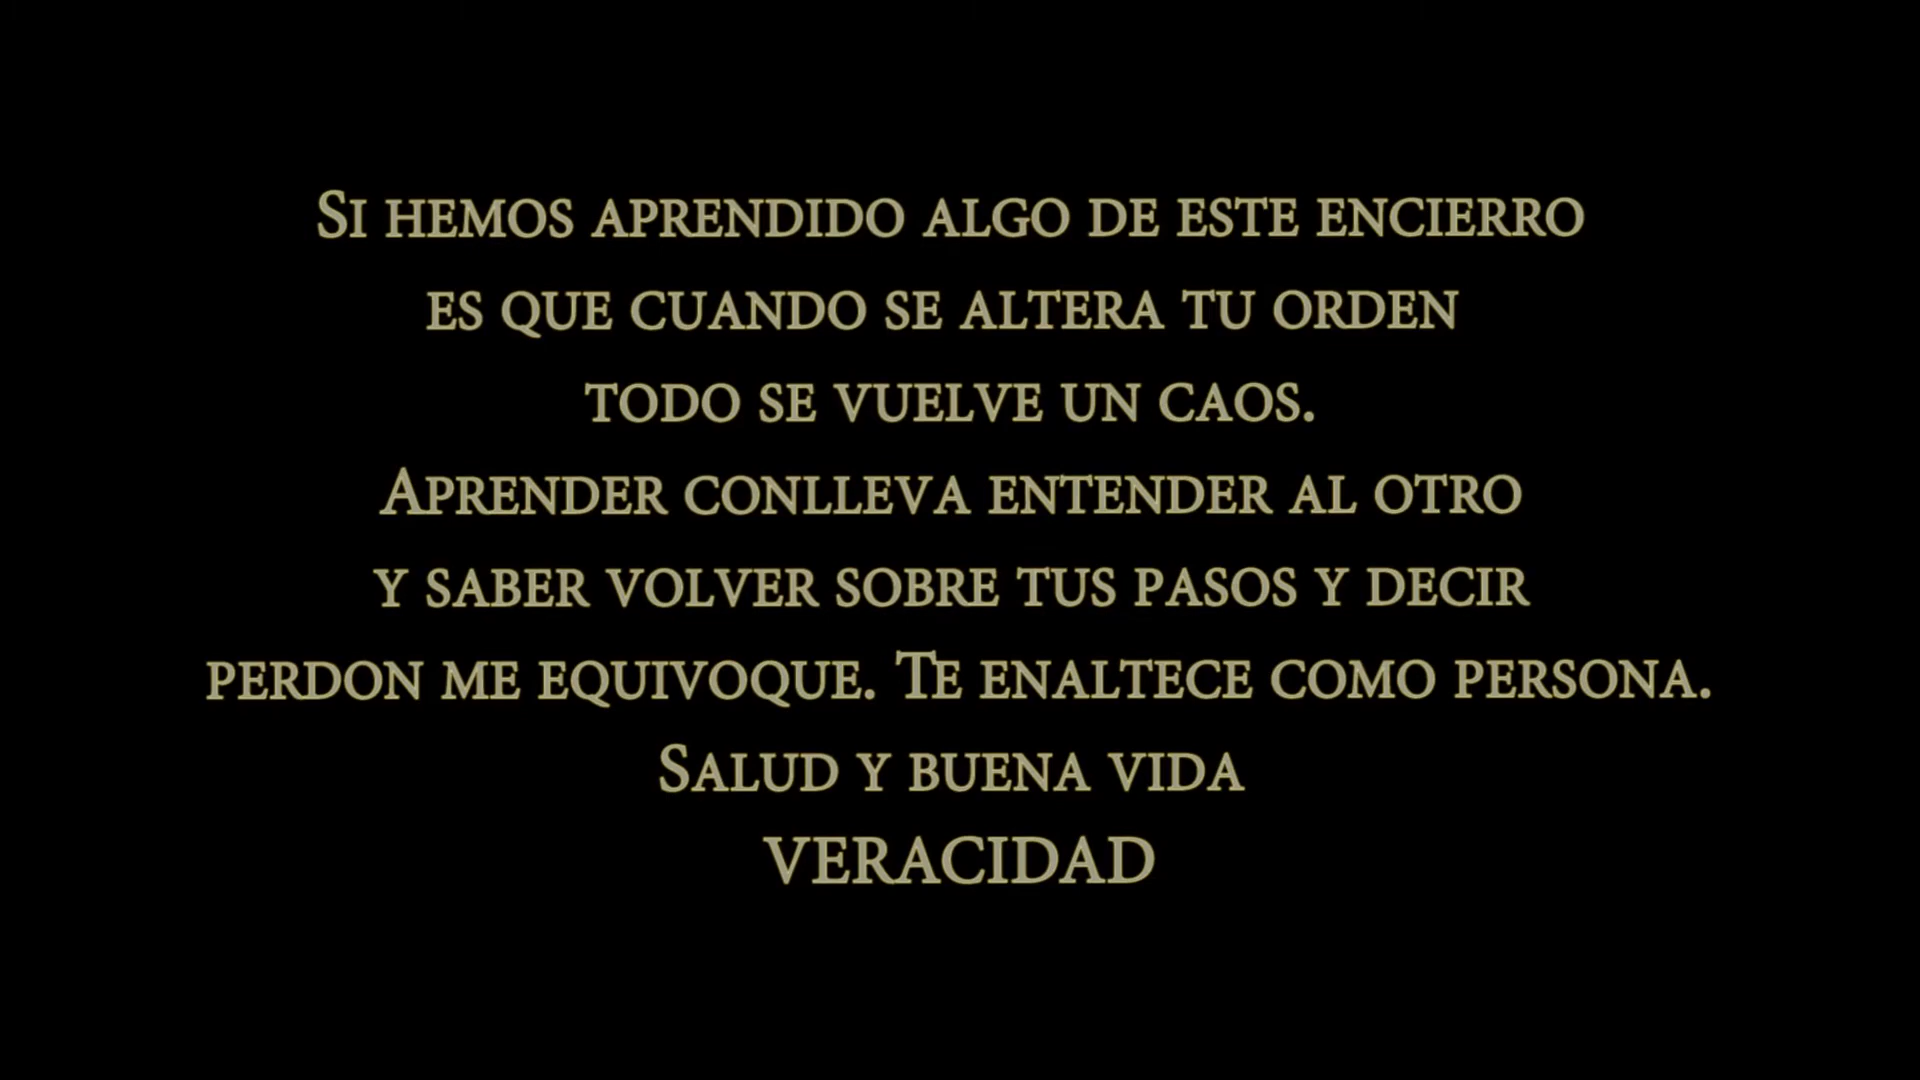 Si hemos aprendido algo de este encierro
es que cuando se altera tu orden
todo se vuelve un caos.
Aprender conlleva entender al otro
y saber volver sobre tus pasos y decir
perdon me equivoque. Te enaltece como persona.
Salud y buena vida
VERACIDAD